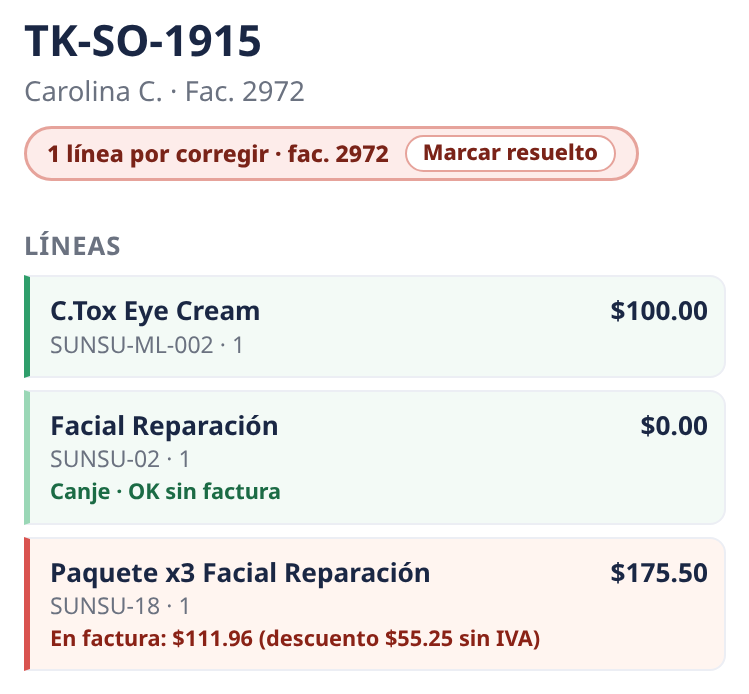 TK-SO-1915
Carolina C. · Fac. 2972
1 línea por corregir · fac. 2972 Marcar resuelto
LÍNEAS
C.Tox Eye Cream $100.00
SUNSU-ML-002 · 1
Facial Reparación $0.00
SUNSU-02 · 1
Canje · OK sin factura
Paquete x3 Facial Reparación $175.50
SUNSU-18 · 1
En factura: $111.96 (descuento $55.25 sin IVA)